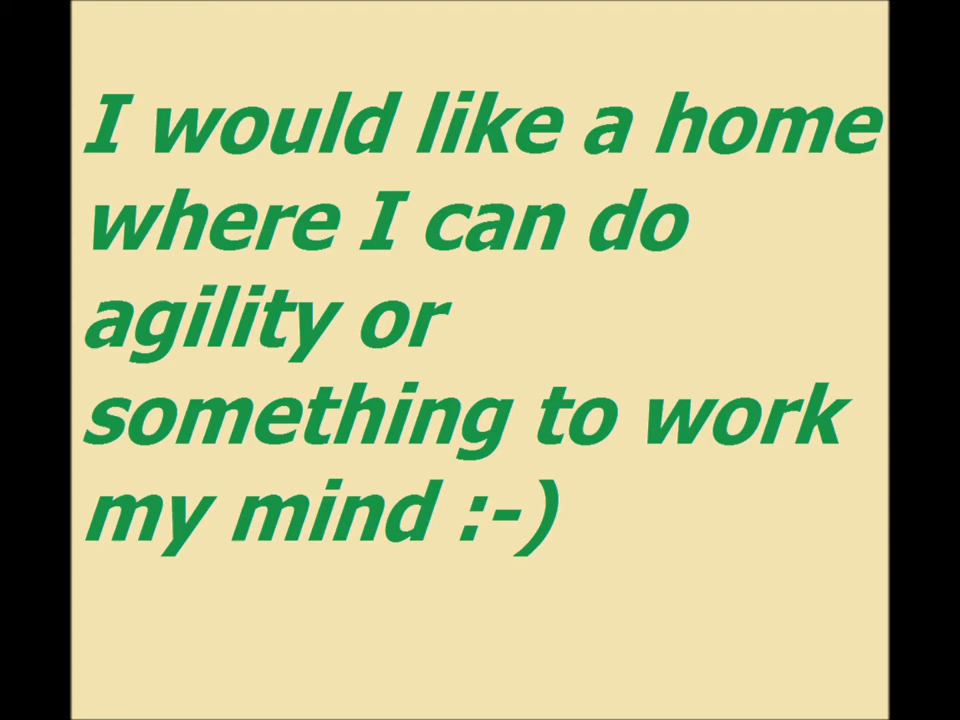 I would like a home
where I can do
agility or
something to work
my mind :-)